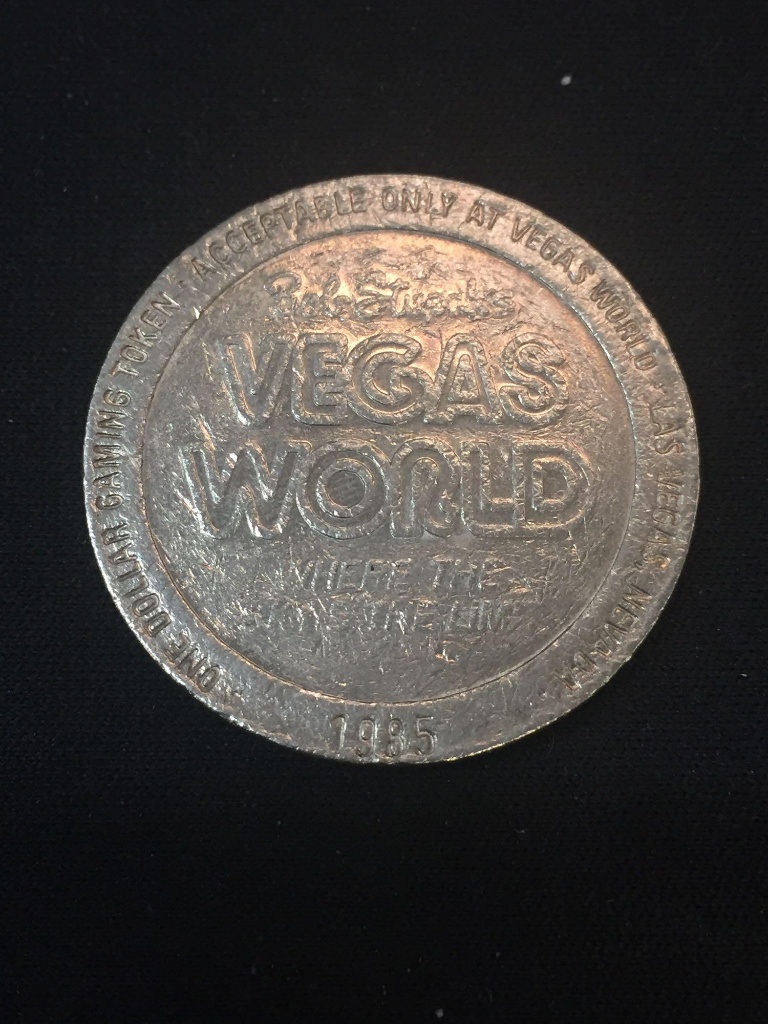 · ONE DOLLAR GAMING TOKEN · ACCEPTABLE ONLY AT VEGAS WORLD · LAS VEGAS, NEVADA ·
Bob Stupak's
VEGAS
WORLD
WHERE THE
SKY'S THE LIMIT
1985